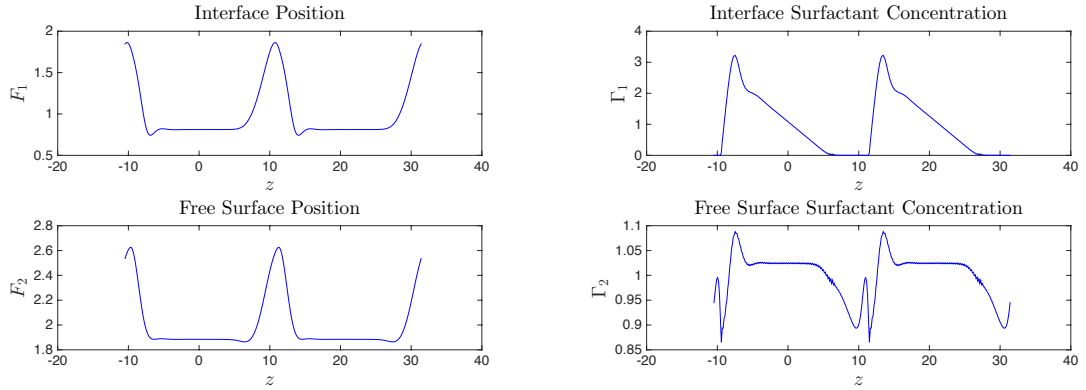 Interface Position
2
1.5
1
0.5
F1
-20 -10 0 10 20 30 40
z
Interface Surfactant Concentration
4
3
2
1
0
Γ1
-20 -10 0 10 20 30 40
z
Free Surface Position
2.8
2.6
2.4
2.2
2
1.8
F2
-20 -10 0 10 20 30 40
z
Free Surface Surfactant Concentration
1.1
1.05
1
0.95
0.9
0.85
Γ2
-20 -10 0 10 20 30 40
z